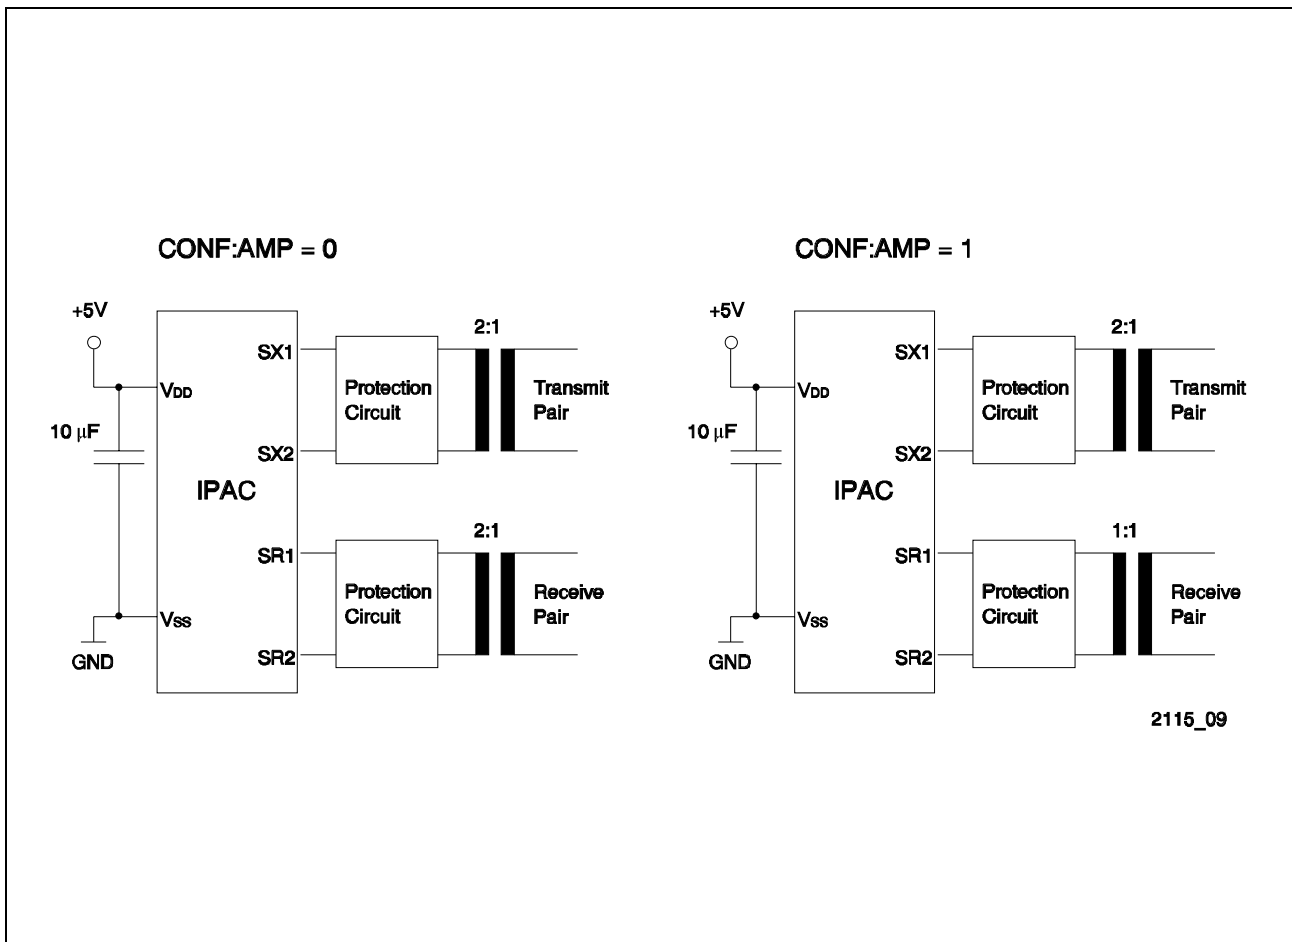 CONF:AMP = 0
+5V
2:1
SX1
VDD
Protection
Circuit
Transmit
Pair
10 µF
SX2
IPAC
2:1
SR1
Protection
Circuit
Receive
Pair
VSS
SR2
GND
CONF:AMP = 1
+5V
2:1
SX1
VDD
Protection
Circuit
Transmit
Pair
10 µF
SX2
IPAC
1:1
SR1
Protection
Circuit
Receive
Pair
VSS
SR2
GND
2115_09